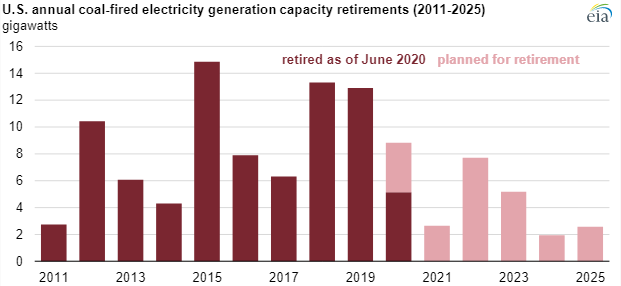 U.S. annual coal-fired electricity generation capacity retirements (2011-2025)
eia
gigawatts
16
retired as of June 2020 planned for retirement
14
12
10
8
6
4
2
0
2011 2013 2015 2017 2019 2021 2023 2025